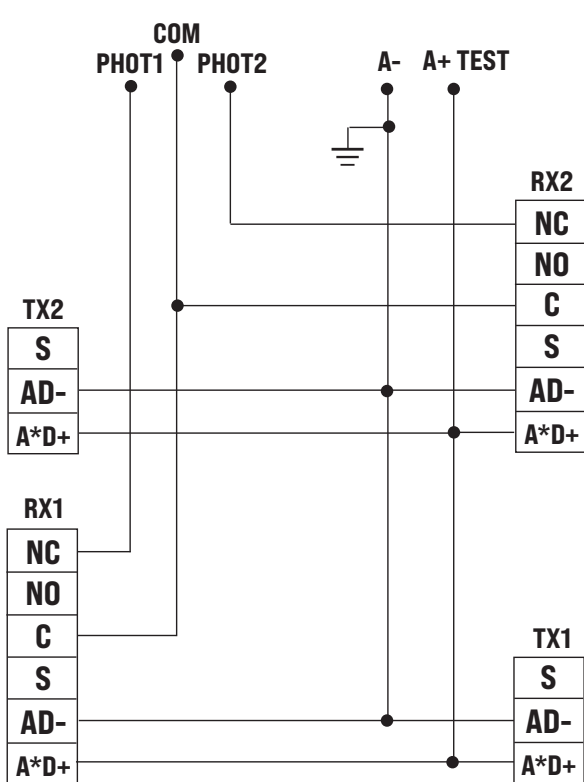 COM
PHOT1 PHOT2 A- A+ TEST
RX2
NC
NO
C
S
AD-
A*D+
TX2
S
AD-
A*D+
RX1
NC
NO
C
S
AD-
A*D+
TX1
S
AD-
A*D+